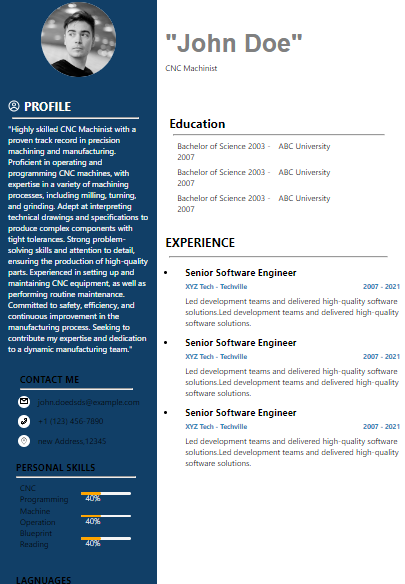 PROFILE
"Highly skilled CNC Machinist with a
proven track record in precision
machining and manufacturing.
Proficient in operating and
programming CNC machines, with
expertise in a variety of machining
processes, including milling, turning,
and grinding. Adept at interpreting
technical drawings and specifications to
produce complex components with
tight tolerances. Strong problem-
solving skills and attention to detail,
ensuring the production of high-quality
parts. Experienced in setting up and
maintaining CNC equipment, as well as
performing routine maintenance.
Committed to safety, efficiency, and
continuous improvement in the
manufacturing process. Seeking to
contribute my expertise and dedication
to a dynamic manufacturing team."
CONTACT ME
john.doedsds@example.com
+1 (123) 456-7890
new Address,12345
PERSONAL SKILLS
CNC
Programming 40%
Machine
Operation 40%
Blueprint
Reading 40%
LAGNUAGES
"John Doe"
CNC Machinist
Education
Bachelor of Science 2003 - ABC University
2007
Bachelor of Science 2003 - ABC University
2007
Bachelor of Science 2003 - ABC University
2007
EXPERIENCE
Senior Software Engineer
XYZ Tech - Techville 2007 - 2021
Led development teams and delivered high-quality software
solutions.Led development teams and delivered high-quality
software solutions.
Senior Software Engineer
XYZ Tech - Techville 2007 - 2021
Led development teams and delivered high-quality software
solutions.Led development teams and delivered high-quality
software solutions.
Senior Software Engineer
XYZ Tech - Techville 2007 - 2021
Led development teams and delivered high-quality software
solutions.Led development teams and delivered high-quality
software solutions.